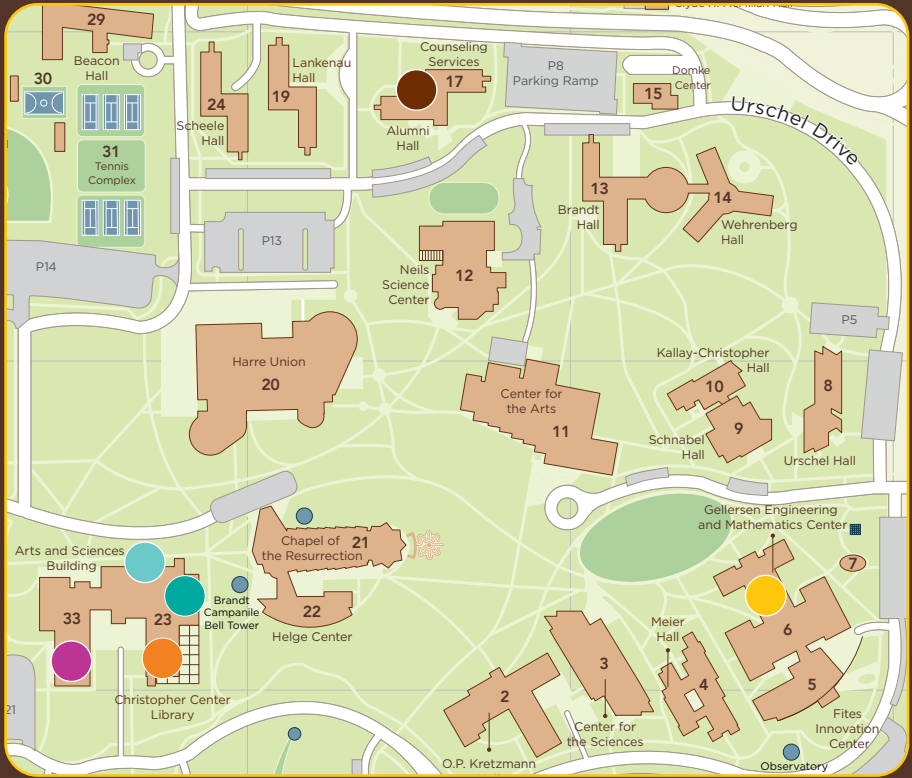 29
Beacon
Hall
30
31
Tennis
Complex
24
Scheele
Hall
Lankenau
Hall
19
Counseling
Services
17
Alumni
Hall
P8
Parking Ramp
Domke
Center
15
Urschel Drive
13
Brandt
Hall
14
Wehrenberg
Hall
P13
P14
Neils
Science
Center
12
P5
Harre Union
20
Center for
the Arts
11
Kallay-Christopher
Hall
10
8
Schnabel
Hall
9
Urschel Hall
Gellersen Engineering
and Mathematics Center
7
Chapel of
the Resurrection
21
Arts and Sciences
Building
33
23
Brandt
Campanile
Bell Tower
22
Helge Center
Christopher Center
Library
21
Meier
Hall
6
3
4
5
2
Center for
the Sciences
Fites
Innovation
Center
O.P. Kretzmann
Observatory